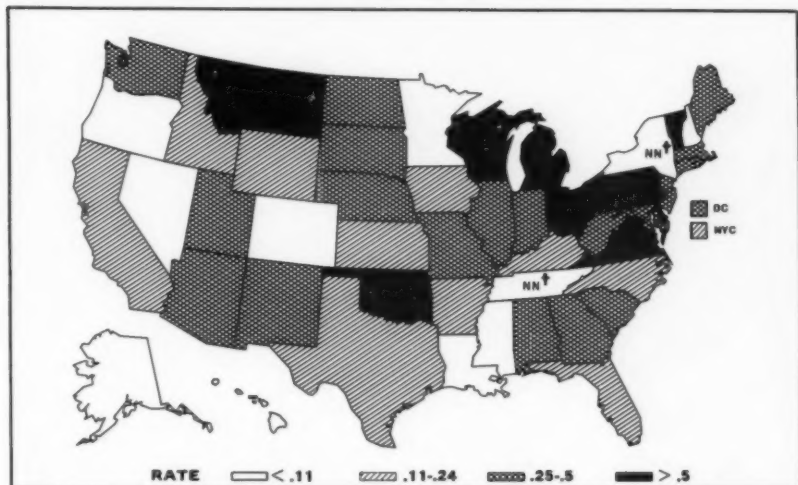 NN†
DC
NYC
NN†
RATE < .11 .11-.24 .25-.5 > .5